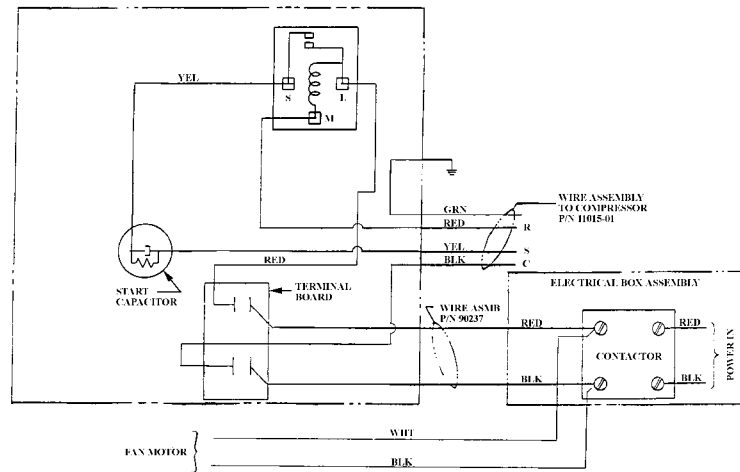 YEL
S
L
M
GRN
WIRE ASSEMBLY
TO COMPRESSOR
P/N 11015-01
RED
R
YEL
S
RED
BLK
C
START
CAPACITOR
TERMINAL
BOARD
ELECTRICAL BOX ASSEMBLY
WIRE ASMB
P/N 90237
RED
RED
CONTACTOR
POWER IN
BLK
BLK
WHT
FAN MOTOR
BLK